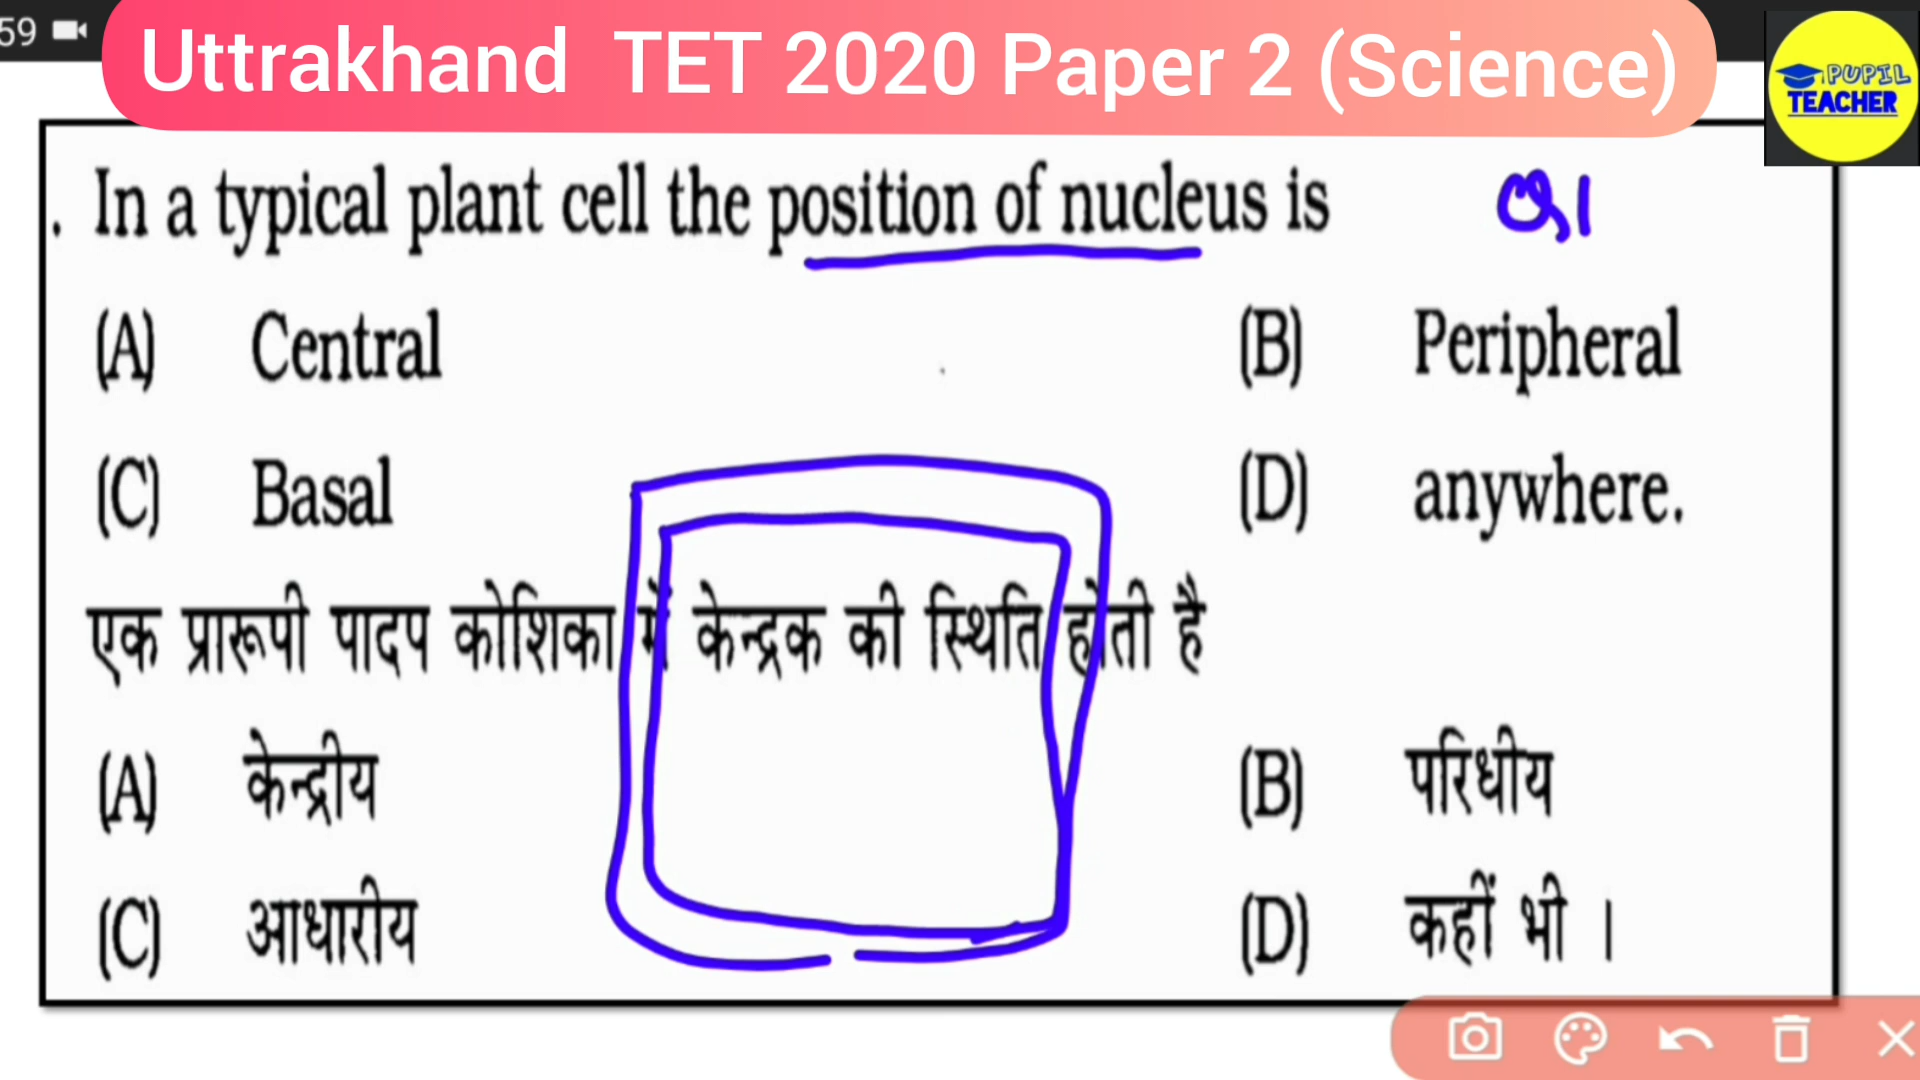 59
Uttrakhand TET 2020 Paper 2 (Science)
PUPIL
TEACHER
. In a typical plant cell the position of nucleus is
(A) Central (B) Peripheral
(C) Basal (D) anywhere.
एक प्रारूपी पादप कोशिका में केन्द्रक की स्थिति होती है
(A) केन्द्रीय (B) परिधीय
(C) आधारीय (D) कहीं भी ।